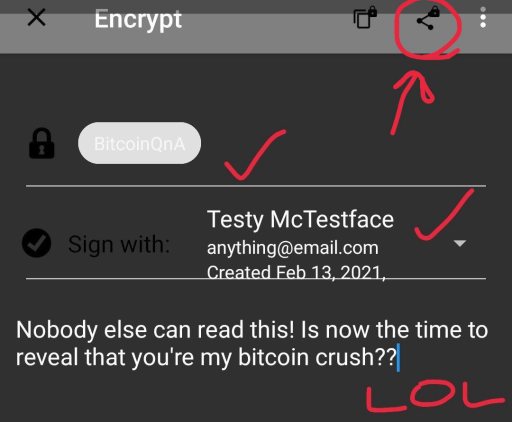 Encrypt
BitcoinQnA
Sign with:
Testy McTestface
anything@email.com
Created Feb 13, 2021,
Nobody else can read this! Is now the time to
reveal that you're my bitcoin crush??
LOL